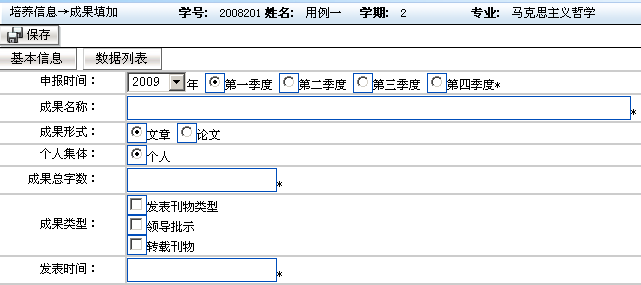 培养信息→成果填加 学号: 2008201 姓名: 用例一 学期: 2 专业: 马克思主义哲学
保存
基本信息 数据列表
申报时间： 2009 年 第一季度 第二季度 第三季度 第四季度*
成果名称： *
成果形式： 文章 论文
个人集体： 个人
成果总字数： *
成果类型： 发表刊物类型
领导批示
转载刊物
发表时间： *